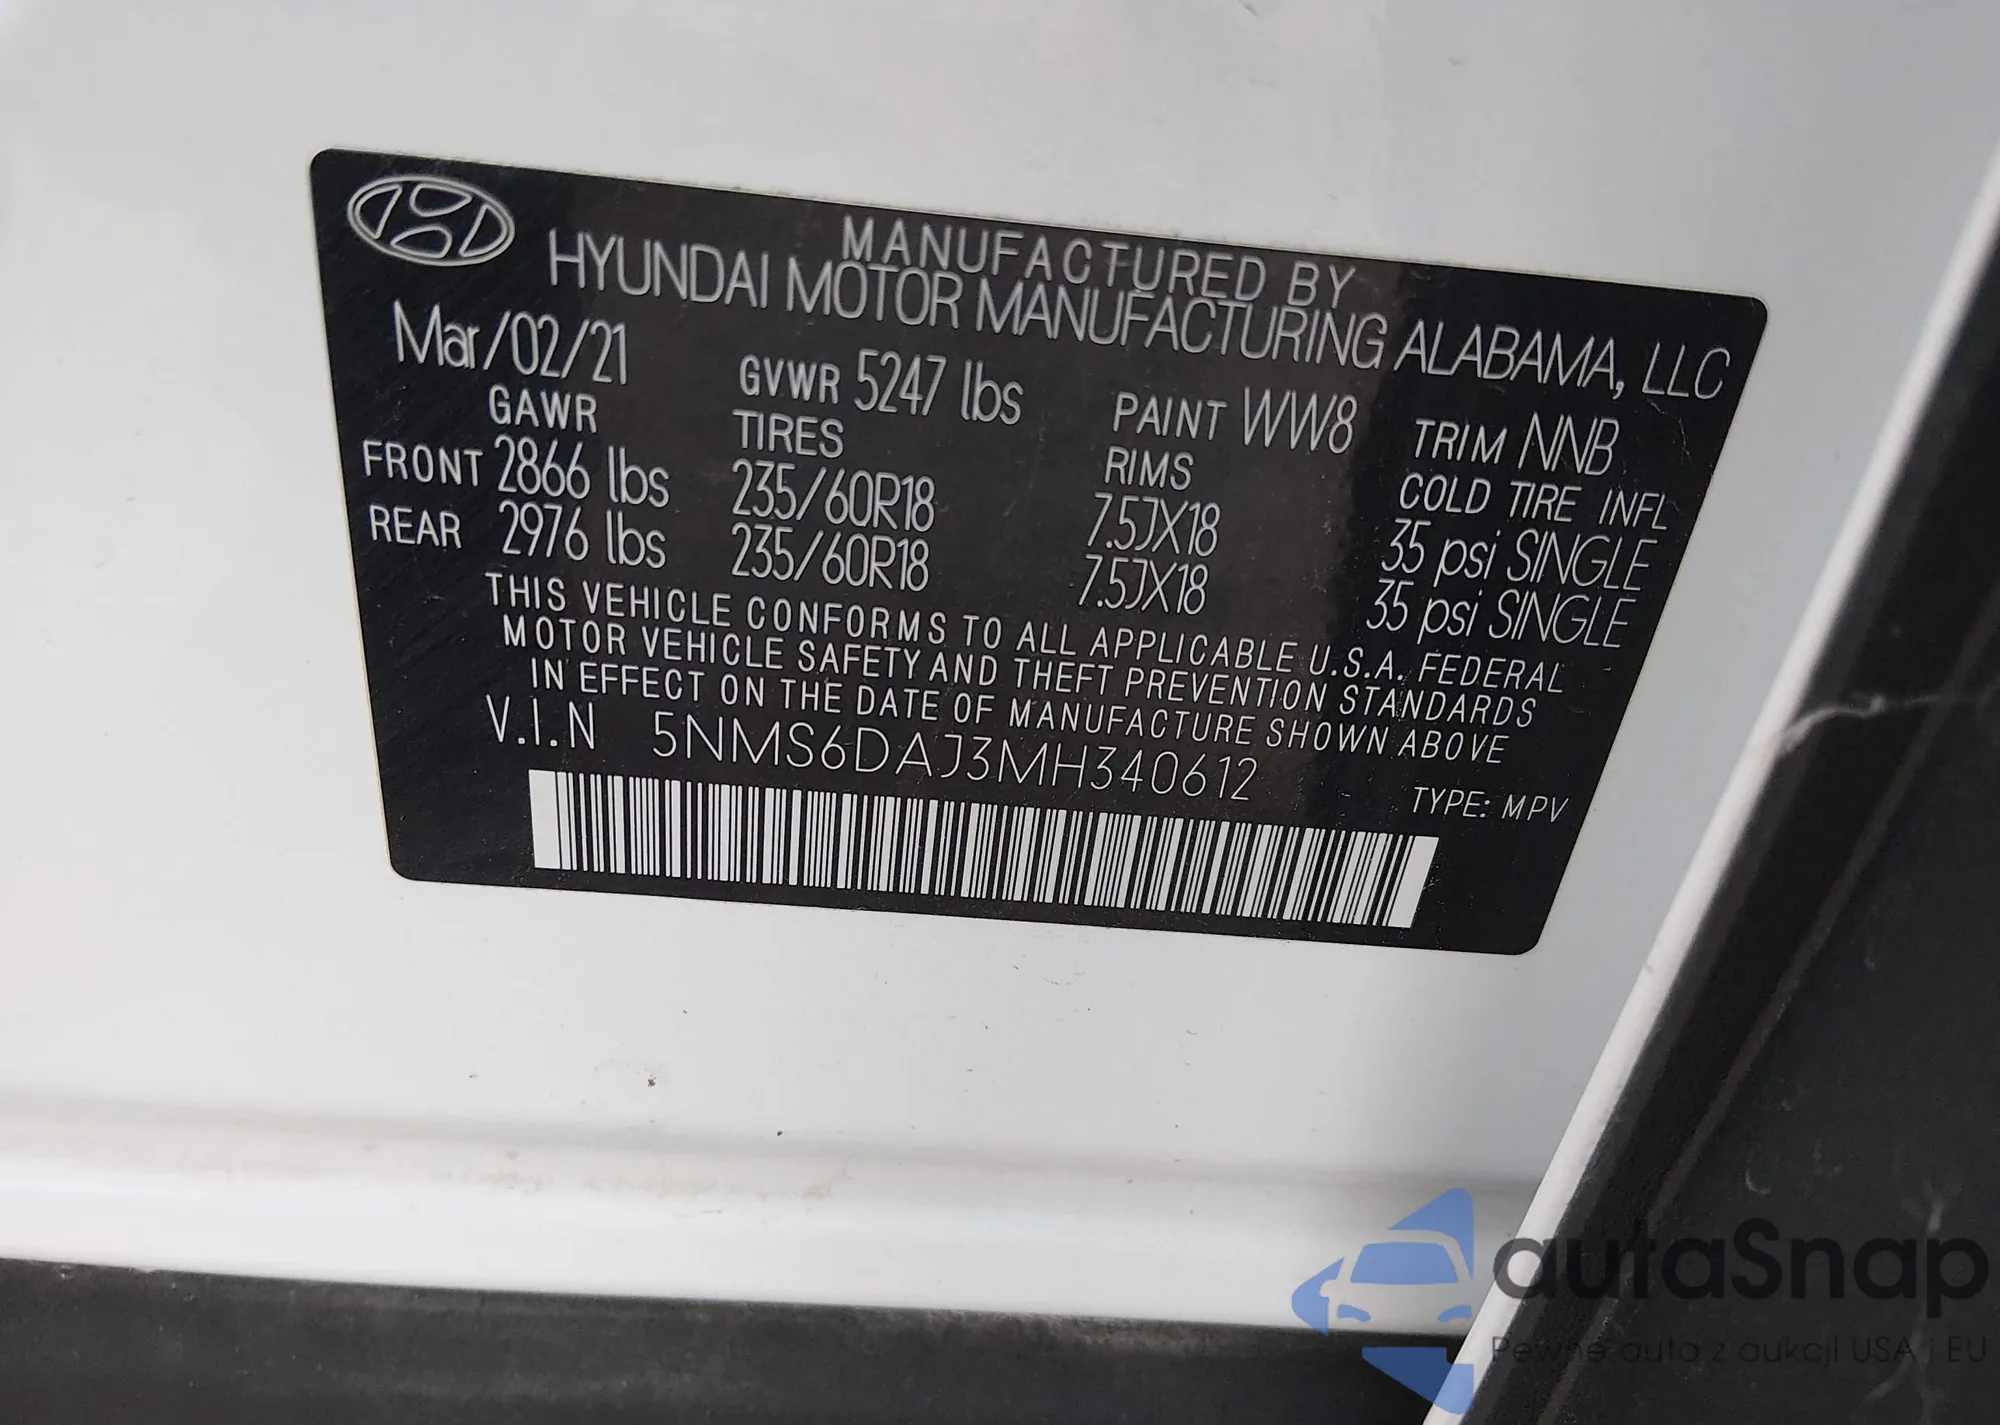 MANUFACTURED BY
HYUNDAI MOTOR MANUFACTURING ALABAMA, LLC
Mar/02/21 GVWR 5247 lbs PAINT WW8 TRIM NNB
GAWR TIRES RIMS COLD TIRE INFL
FRONT 2866 lbs 235/60R18 7.5JX18 35 psi SINGLE
REAR 2976 lbs 235/60R18 7.5JX18 35 psi SINGLE
THIS VEHICLE CONFORMS TO ALL APPLICABLE U.S.A. FEDERAL
MOTOR VEHICLE SAFETY AND THEFT PREVENTION STANDARDS
IN EFFECT ON THE DATE OF MANUFACTURE SHOWN ABOVE
V.I.N 5NMS6DAJ3MH340612
TYPE: MPV
autaSnap
Pewne auta z aukcji USA i EU